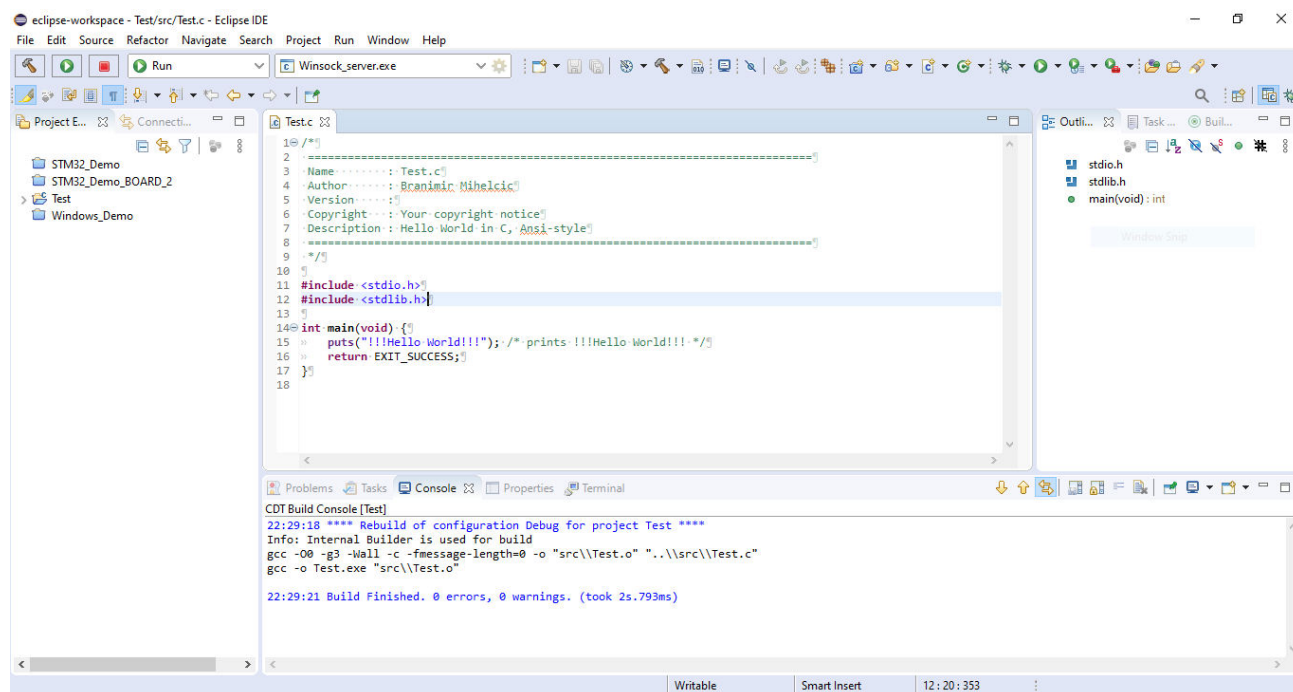 eclipse-workspace - Test/src/Test.c - Eclipse IDE
File Edit Source Refactor Navigate Search Project Run Window Help
Run
Winsock_server.exe
Project E...
Connecti...
STM32_Demo
STM32_Demo_BOARD_2
Test
Windows_Demo
Test.c
1 /*
2 ============================================================================
3 Name        : Test.c
4 Author      : Branimir Mihelcic
5 Version     :
6 Copyright   : Your copyright notice
7 Description : Hello World in C, Ansi-style
8 ============================================================================
9 */
10
11 #include <stdio.h>
12 #include <stdlib.h>
13
14 int main(void) {
15 puts("!!!Hello World!!!"); /* prints !!!Hello World!!! */
16 return EXIT_SUCCESS;
17 }
18
Outli...
Task ...
Buil...
stdio.h
stdlib.h
main(void) : int
Window Snip
Problems Tasks Console Properties Terminal
CDT Build Console [Test]
22:29:18 **** Rebuild of configuration Debug for project Test ****
Info: Internal Builder is used for build
gcc -O0 -g3 -Wall -c -fmessage-length=0 -o "src\\Test.o" "..\\src\\Test.c"
gcc -o Test.exe "src\\Test.o"
22:29:21 Build Finished. 0 errors, 0 warnings. (took 2s.793ms)
Writable
Smart Insert
12 : 20 : 353